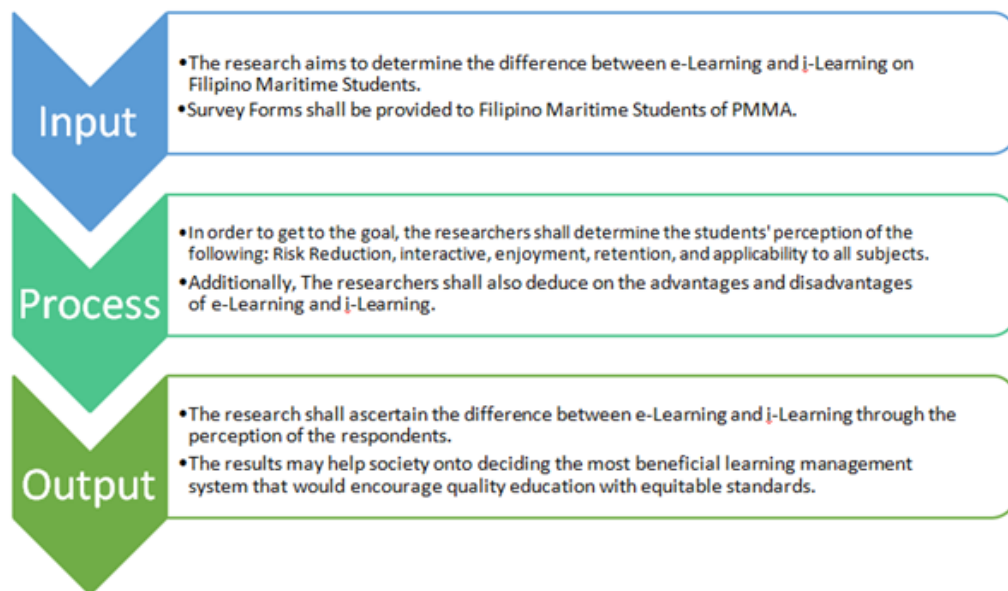 Input
•The research aims to determine the difference between e-Learning and i-Learning on
Filipino Maritime Students.
•Survey Forms shall be provided to Filipino Maritime Students of PMMA.
Process
•In order to get to the goal, the researchers shall determine the students' perception of the
following: Risk Reduction, interactive, enjoyment, retention, and applicability to all subjects.
•Additionally, The researchers shall also deduce on the advantages and disadvantages
of e-Learning and i-Learning.
Output
•The research shall ascertain the difference between e-Learning and i-Learning through the
perception of the respondents.
•The results may help society onto deciding the most beneficial learning management
system that would encourage quality education with equitable standards.